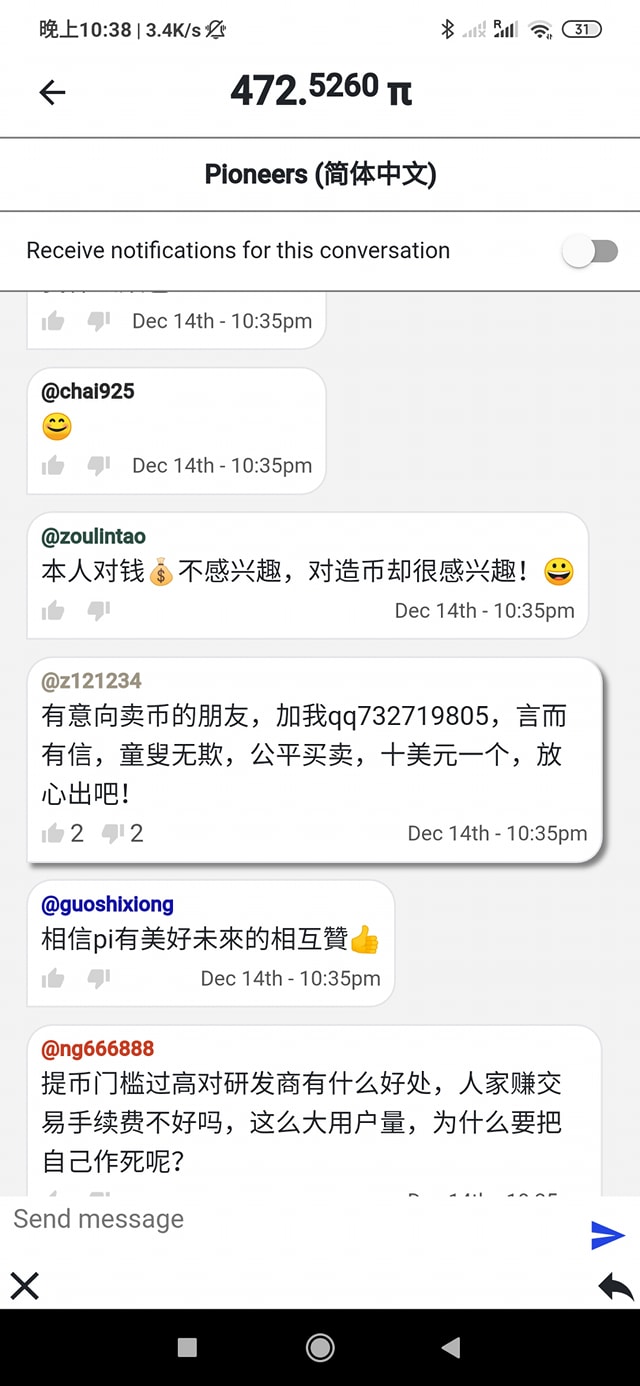 晚上10:38 | 3.4K/s
R
31
472.5260 π
Pioneers (简体中文)
Receive notifications for this conversation
Dec 14th - 10:35pm
@chai925
😊
Dec 14th - 10:35pm
@zoulintao
本人对钱💰不感兴趣，对造币却很感兴趣！😀
Dec 14th - 10:35pm
@z121234
有意向卖币的朋友，加我qq732719805，言而
有信，童叟无欺，公平买卖，十美元一个，放
心出吧！
2 2 Dec 14th - 10:35pm
@guoshixiong
相信pi有美好未來的相互贊👍
Dec 14th - 10:35pm
@ng666888
提币门槛过高对研发商有什么好处，人家赚交
易手续费不好吗，这么大用户量，为什么要把
自己作死呢？
Send message